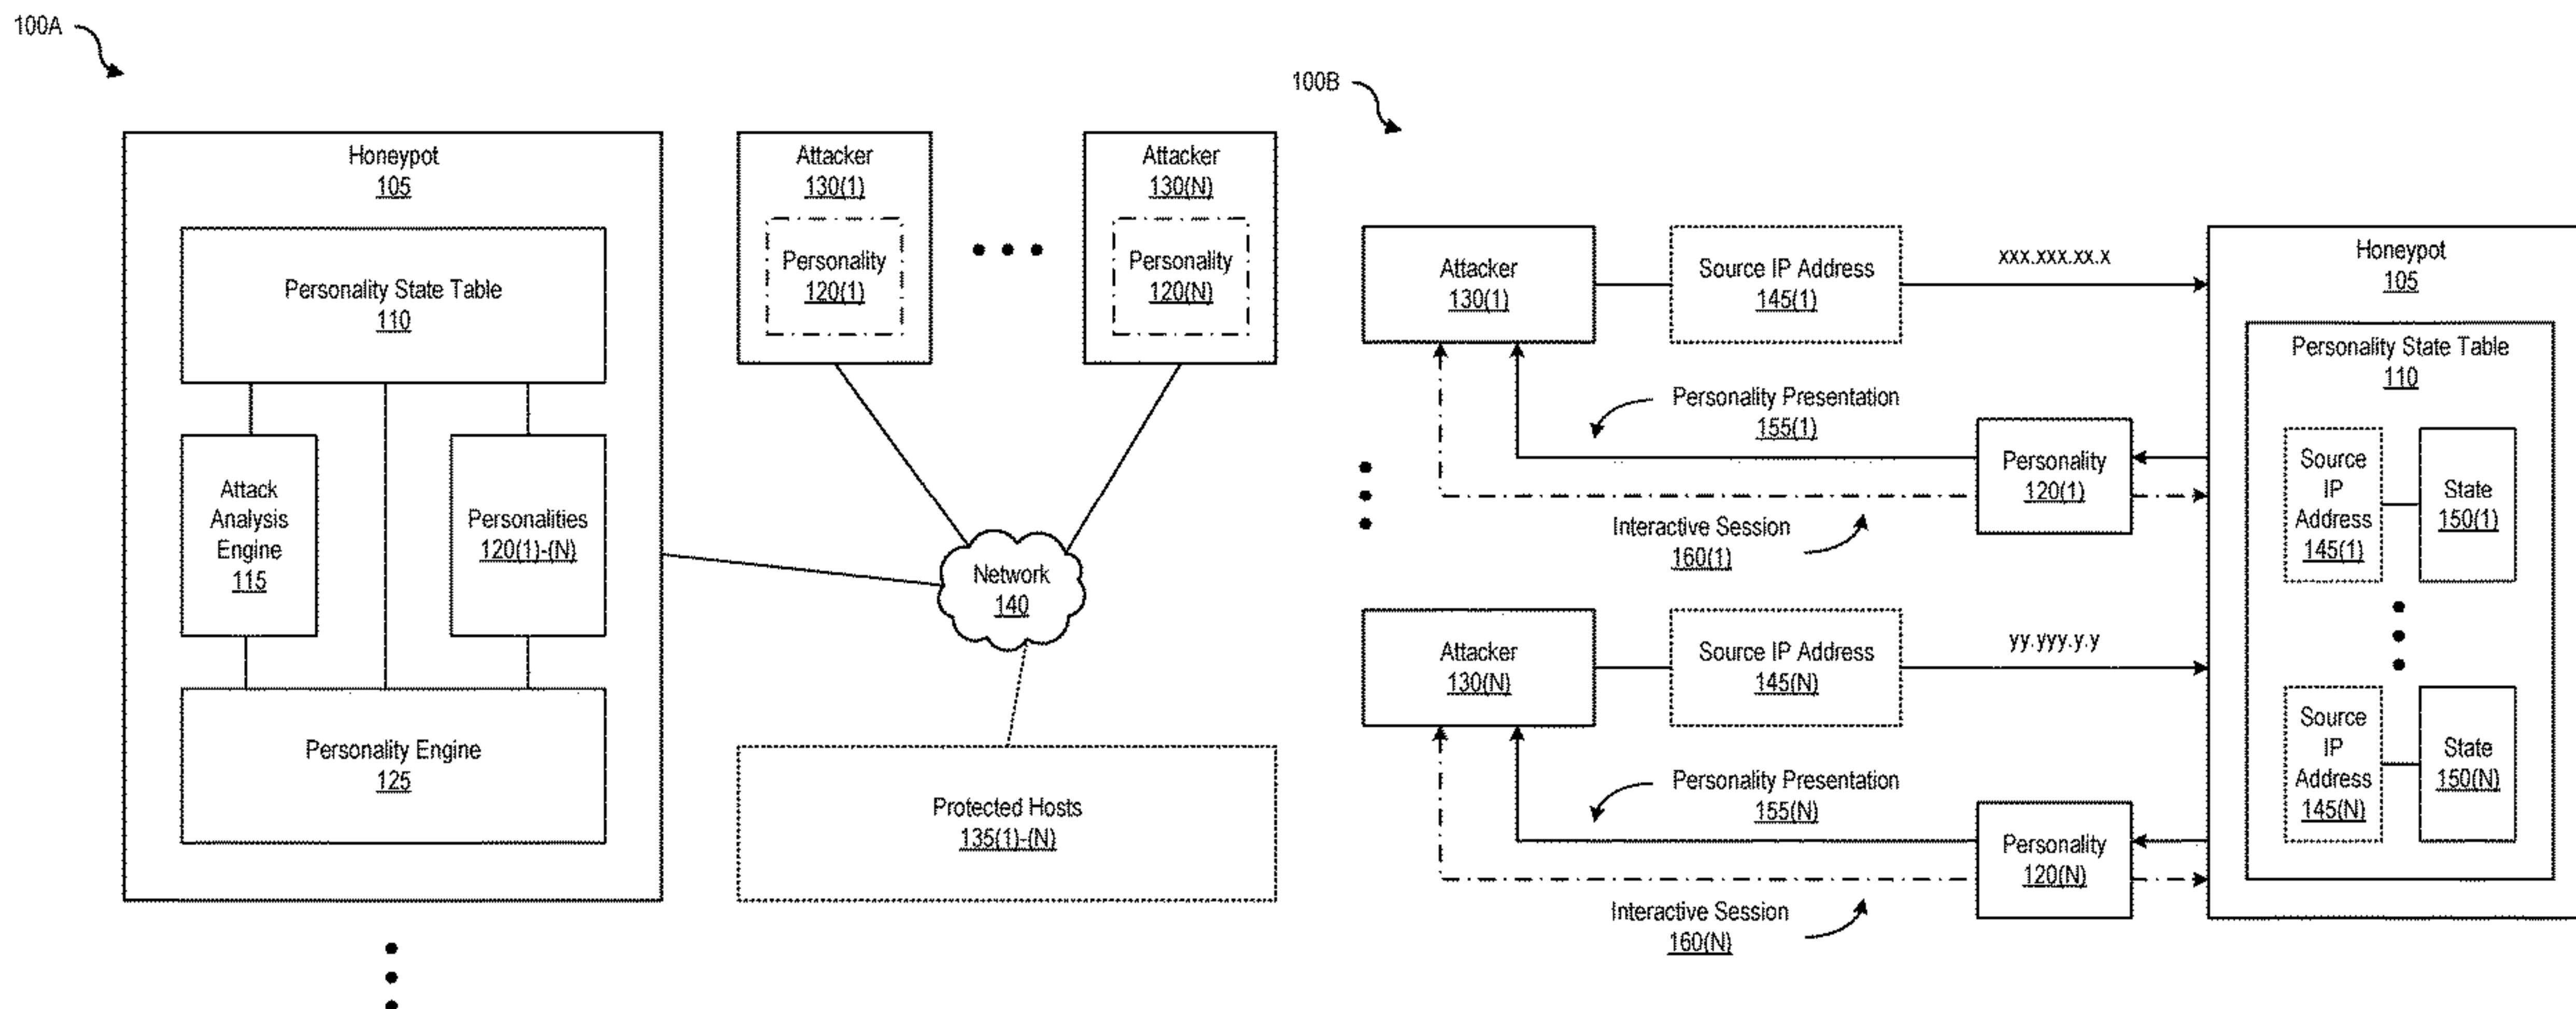 100A
Honeypot
105
Personality State Table
110
Attack
Analysis
Engine
115
Personalities
120(1)-(N)
Personality Engine
125
Attacker
130(1)
Personality
120(1)
Attacker
130(N)
Personality
120(N)
Network
140
Protected Hosts
135(1)-(N)
100B
Attacker
130(1)
Source IP Address
145(1)
xxx.xxx.xx.x
Personality Presentation
155(1)
Personality
120(1)
Interactive Session
160(1)
Attacker
130(N)
Source IP Address
145(N)
yy.yyy.y.y
Personality Presentation
155(N)
Personality
120(N)
Interactive Session
160(N)
Honeypot
105
Personality State Table
110
Source
IP
Address
145(1)
State
150(1)
Source
IP
Address
145(N)
State
150(N)